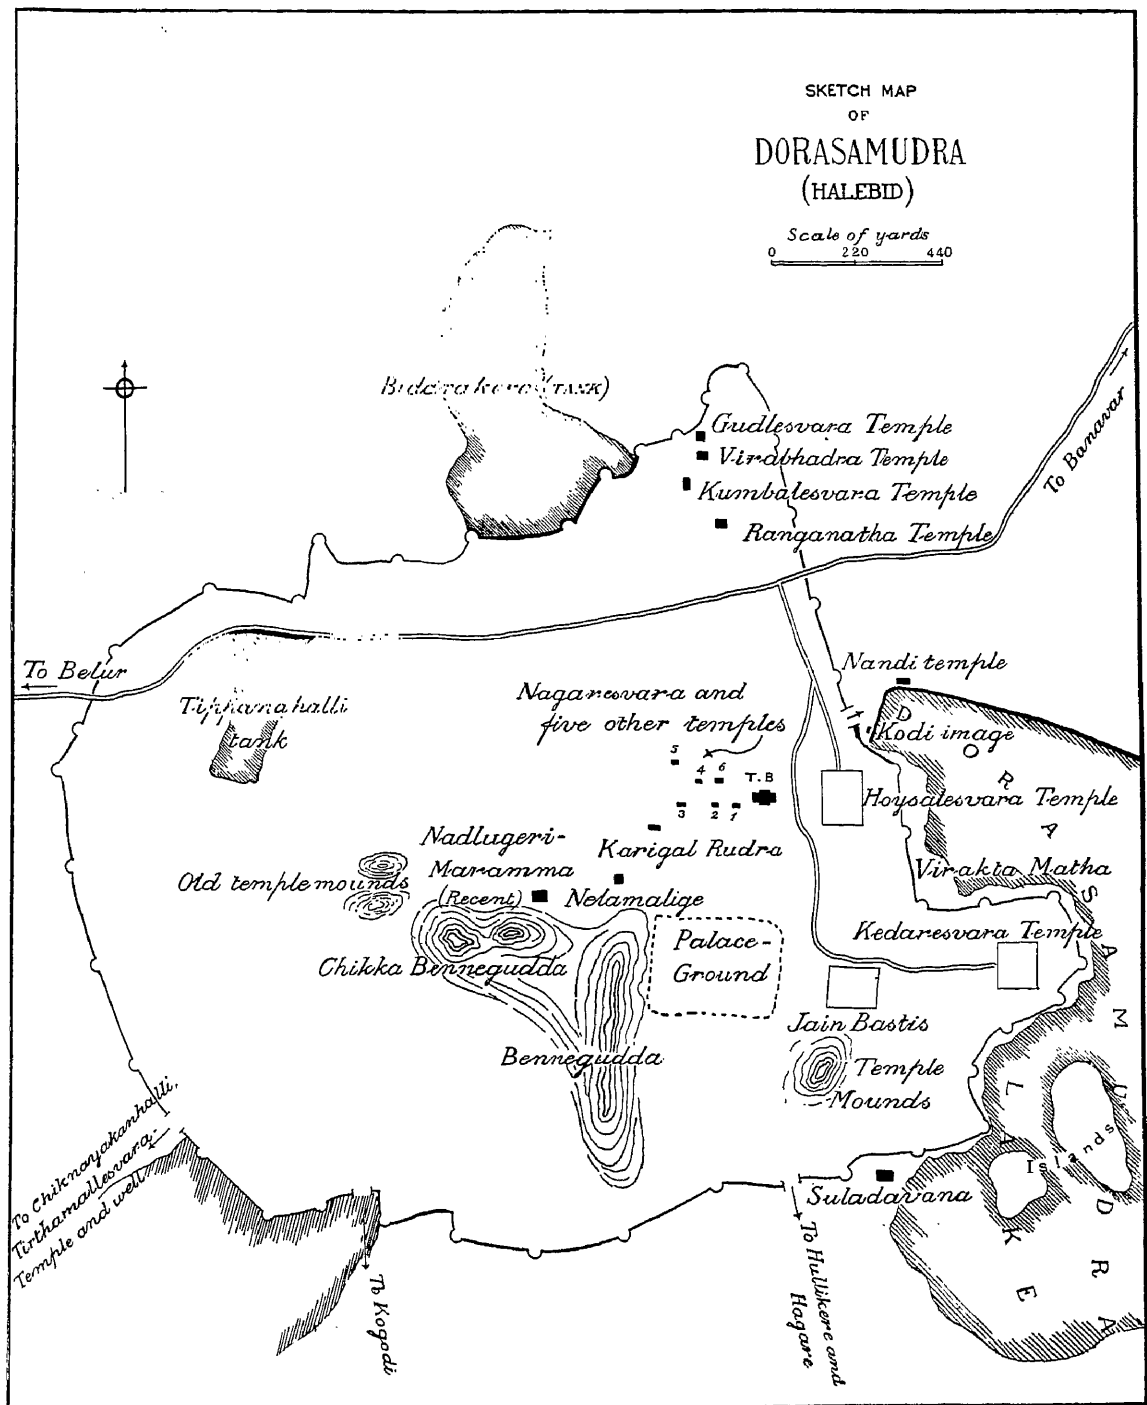 SKETCH MAP
OF
DORASAMUDRA
(HALEBID)
Scale of yards
0 220 440
Biddarakere (TANK)
Gudlesvara Temple
Virabhadra Temple
Kumbalesvara Temple
Ranganatha Temple
To Banavar
To Belur
Tippanahalli
tank
Nagaresvara and
five other temples
5
4 6
3 2 1
T.B
Nandi temple
Kodi image
Hoysalesvara Temple
Karigal Rudra
Nadlugeri-
Maramma
(Recent)
Nelamalige
Old temple mounds
Virakta Matha
Kedaresvara Temple
Palace-
Ground
Chikka Bennegudda
Bennegudda
Jain Bastis
Temple
Mounds
DORASAMUDRA
LAKE
Islands
Suladavana
To Chiknayakanhalli,
Tirthamallesvara-
Temple and well
To Kogodi
To Hullikere and
Hagare